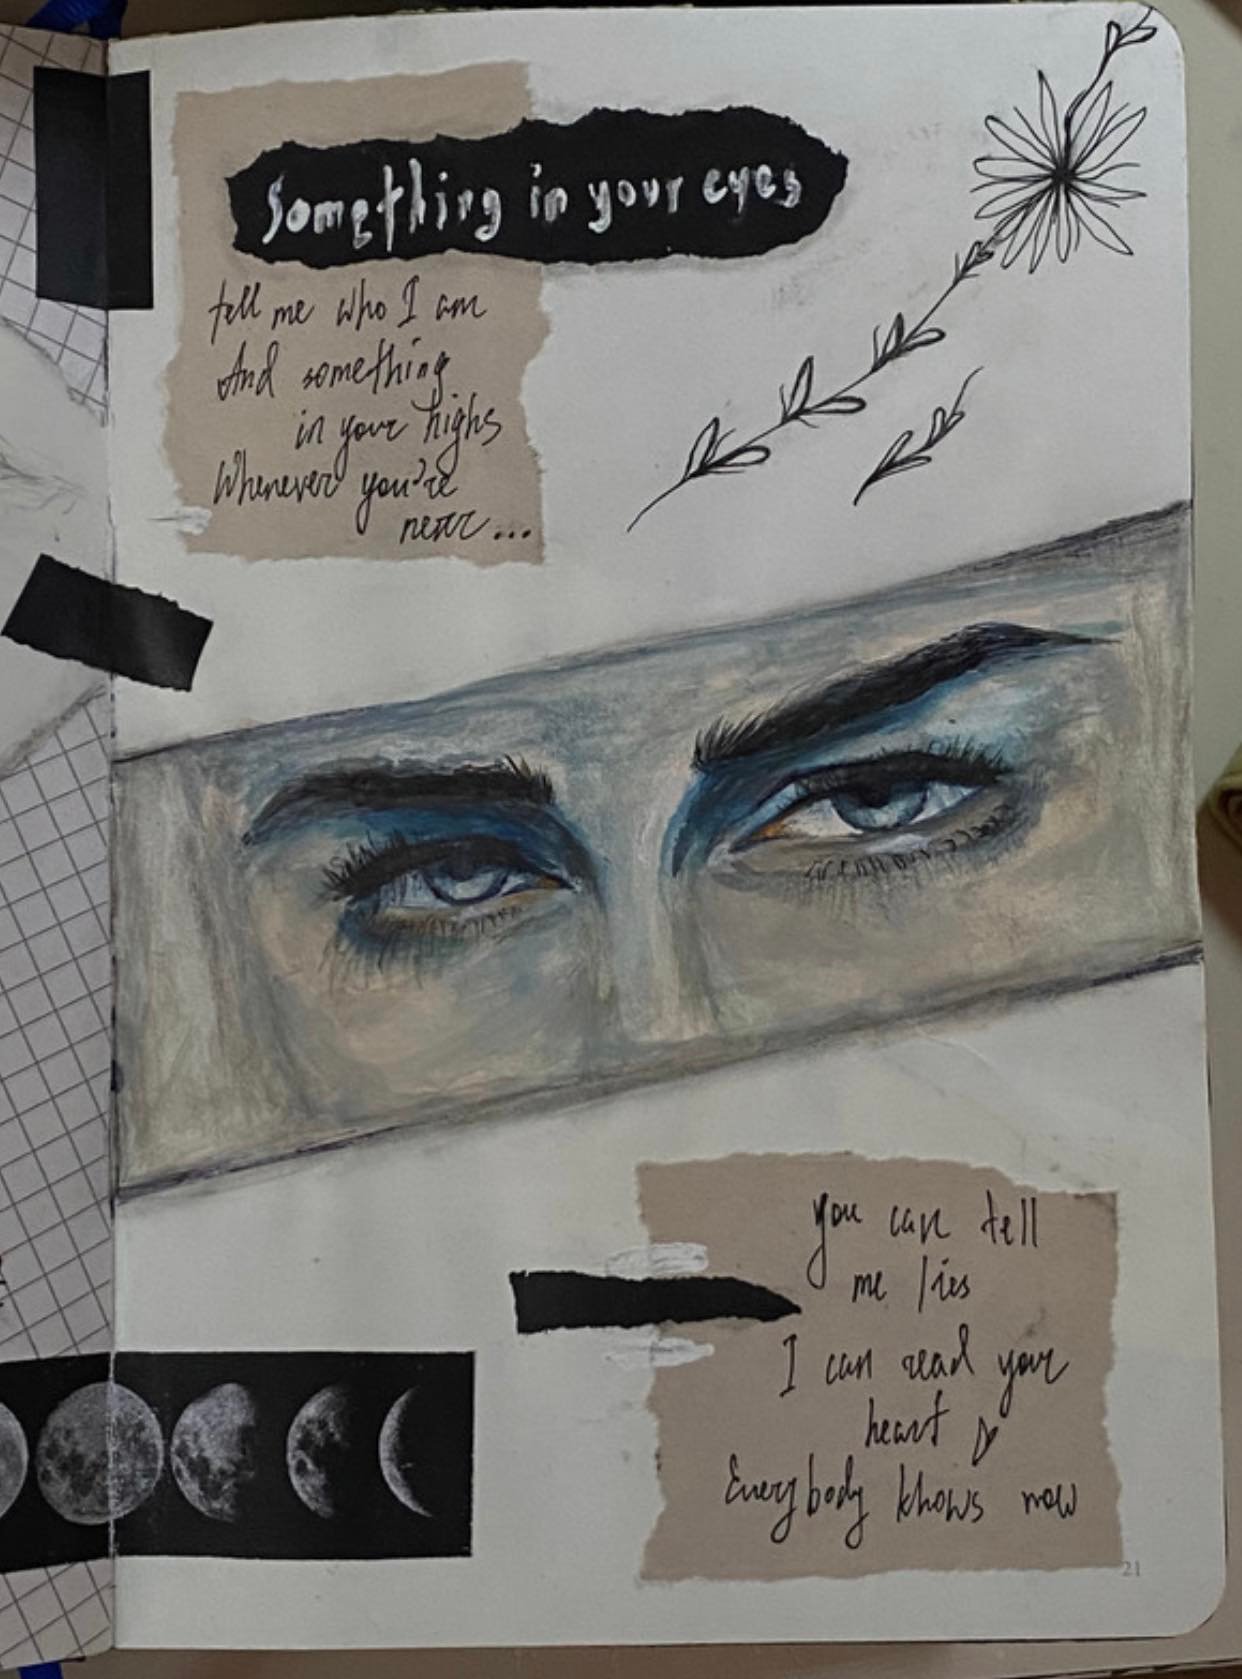 Something in your eyes
tell me who I am
And something
in your highs
Whenever you're
near...
you can tell
me lies
I can read your
heart
Everybody knows now
21